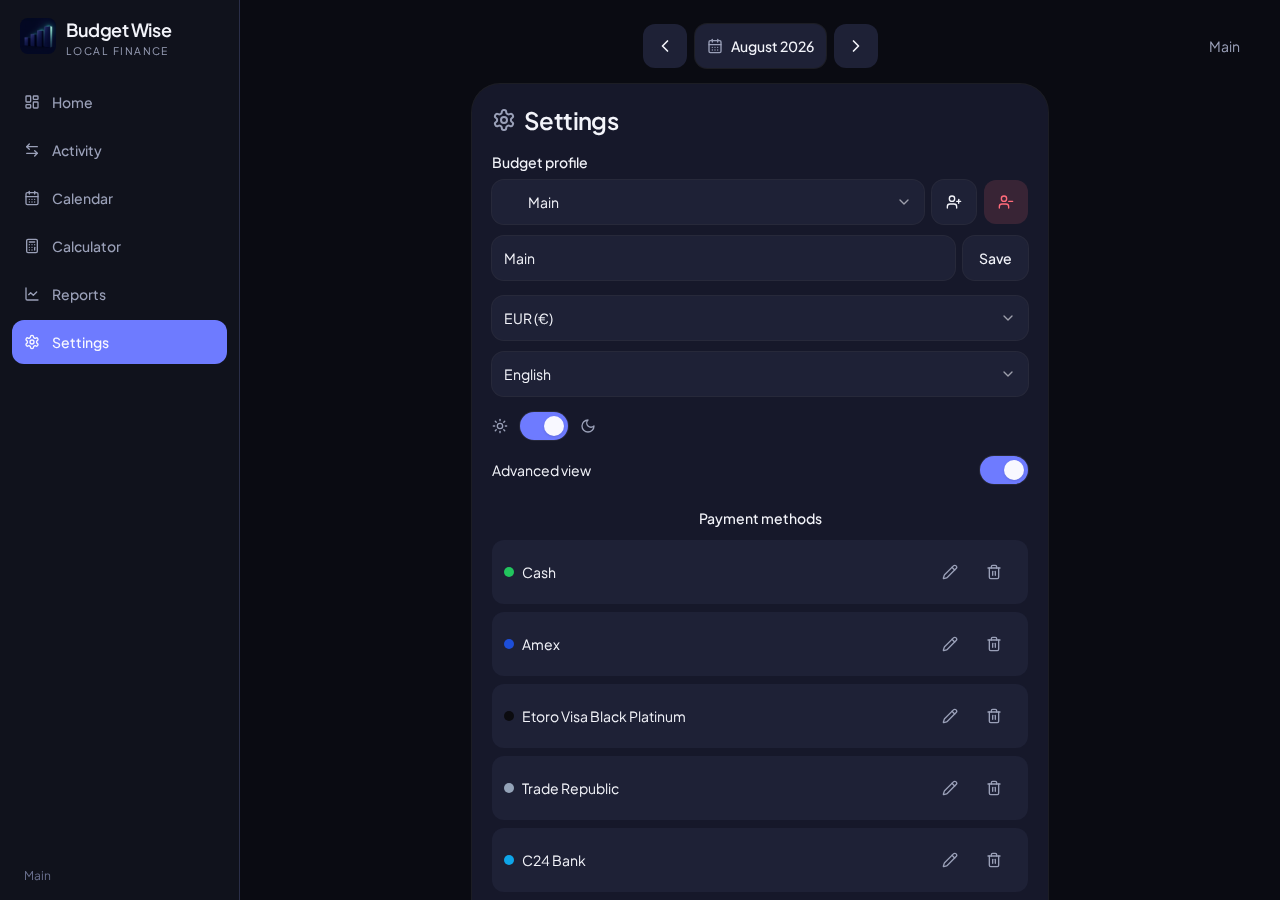 BudgetWise
LOCAL FINANCE
Home
Activity
Calendar
Calculator
Reports
Settings
Main
August 2026
Main
Settings
Budget profile
Main
Main
Save
EUR (€)
English
Advanced view
Payment methods
Cash
Amex
Etoro Visa Black Platinum
Trade Republic
C24 Bank